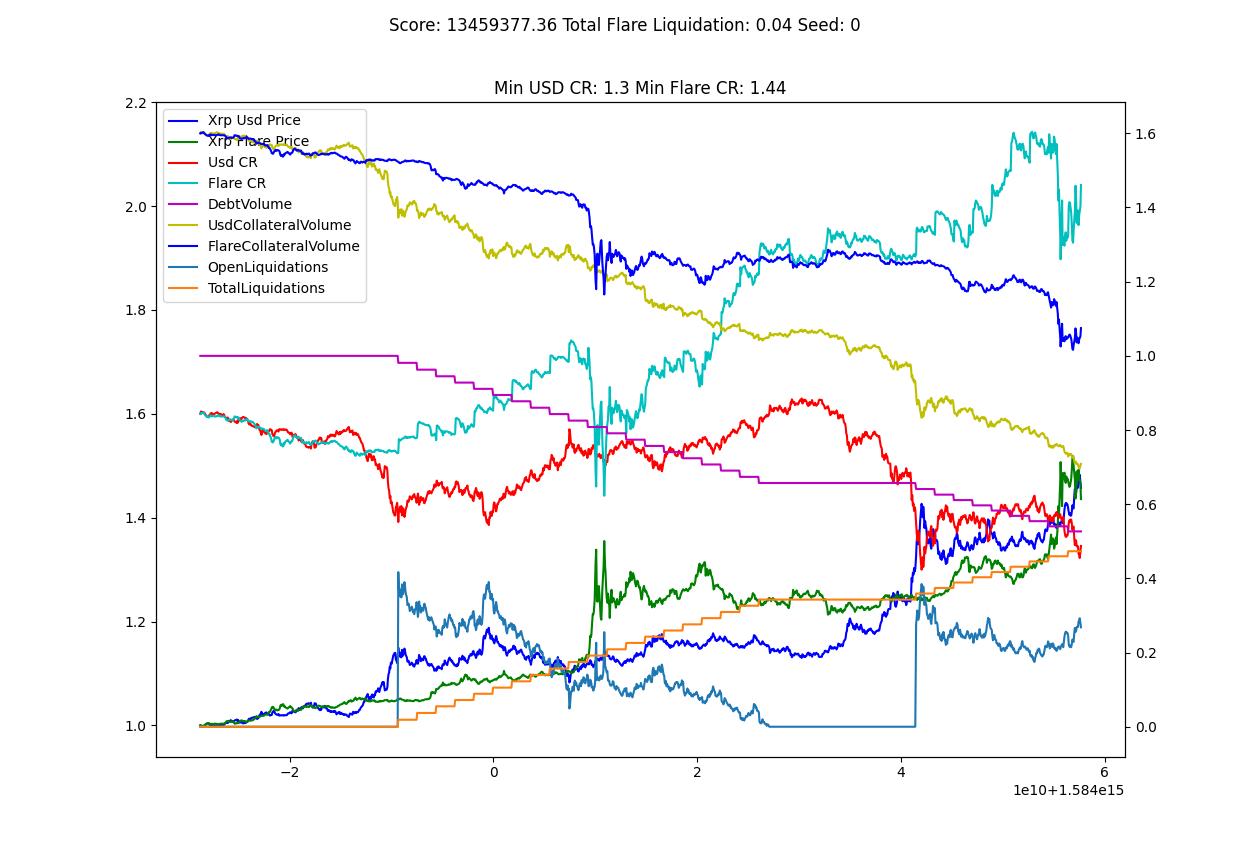 Score: 13459377.36 Total Flare Liquidation: 0.04 Seed: 0
Min USD CR: 1.3 Min Flare CR: 1.44
Xrp Usd Price
Xrp Flare Price
Usd CR
Flare CR
DebtVolume
UsdCollateralVolume
FlareCollateralVolume
OpenLiquidations
TotalLiquidations
2.2
2.0
1.8
1.6
1.4
1.2
1.0
1.6
1.4
1.2
1.0
0.8
0.6
0.4
0.2
0.0
−2 0 2 4 6
1e10+1.584e15